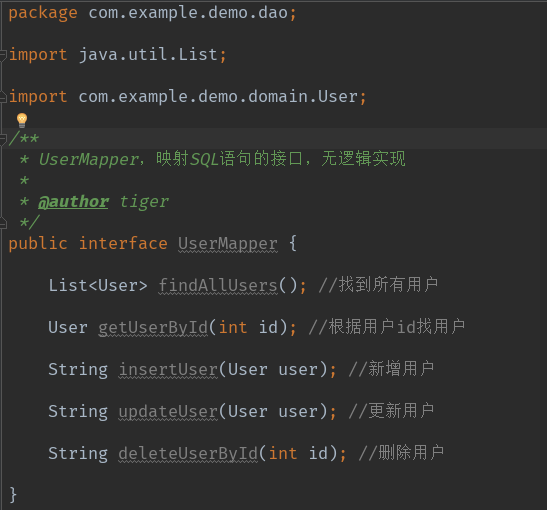 package com.example.demo.dao;
import java.util.List;
import com.example.demo.domain.User;
/**
* UserMapper，映射SQL语句的接口，无逻辑实现
*
* @author tiger
*/
public interface UserMapper {
List<User> findAllUsers(); //找到所有用户
User getUserById(int id); //根据用户id找用户
String insertUser(User user); //新增用户
String updateUser(User user); //更新用户
String deleteUserById(int id); //删除用户
}